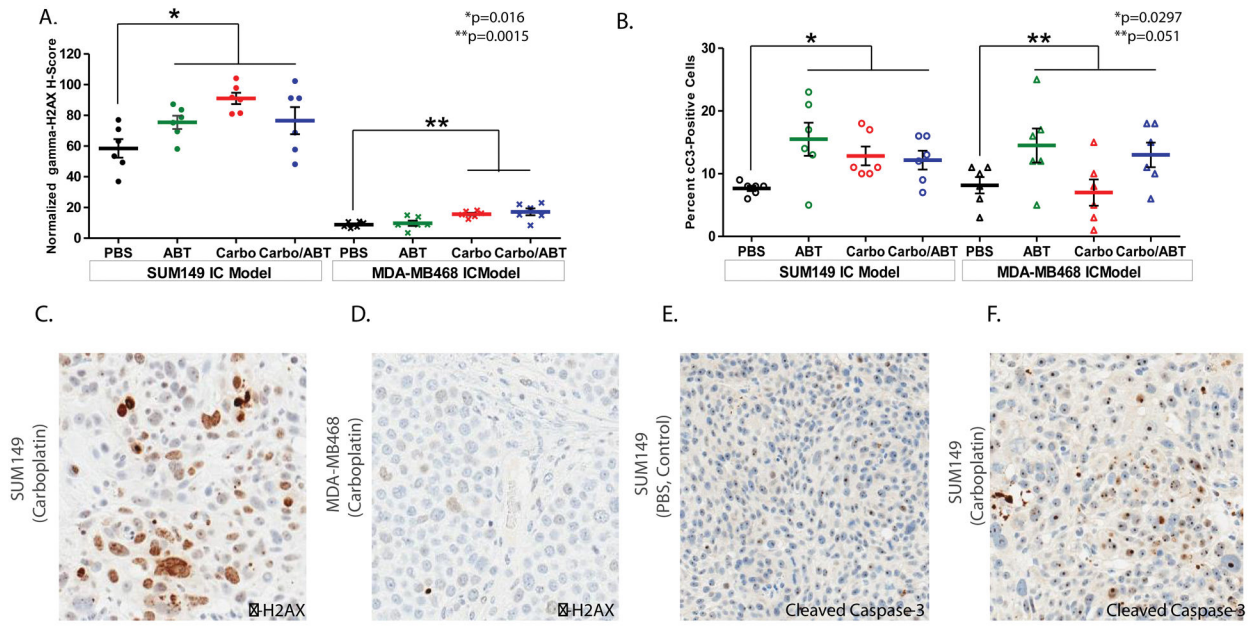 A.
*p=0.016
**p=0.0015
*
**
Normalized gamma-H2AX H-Score
120
100
80
60
40
20
0
PBS ABT Carbo Carbo/ABT PBS ABT Carbo Carbo/ABT
SUM149 IC Model MDA-MB468 ICModel
B.
*p=0.0297
**p=0.051
*
**
Percent cC3-Positive Cells
30
20
10
0
PBS ABT Carbo Carbo/ABT PBS ABT Carbo Carbo/ABT
SUM149 IC Model MDA-MB468 ICModel
C.
SUM149
(Carboplatin)
-H2AX
D.
MDA-MB468
(Carboplatin)
-H2AX
E.
SUM149
(PBS, Control)
Cleaved Caspase-3
F.
SUM149
(Carboplatin)
Cleaved Caspase-3